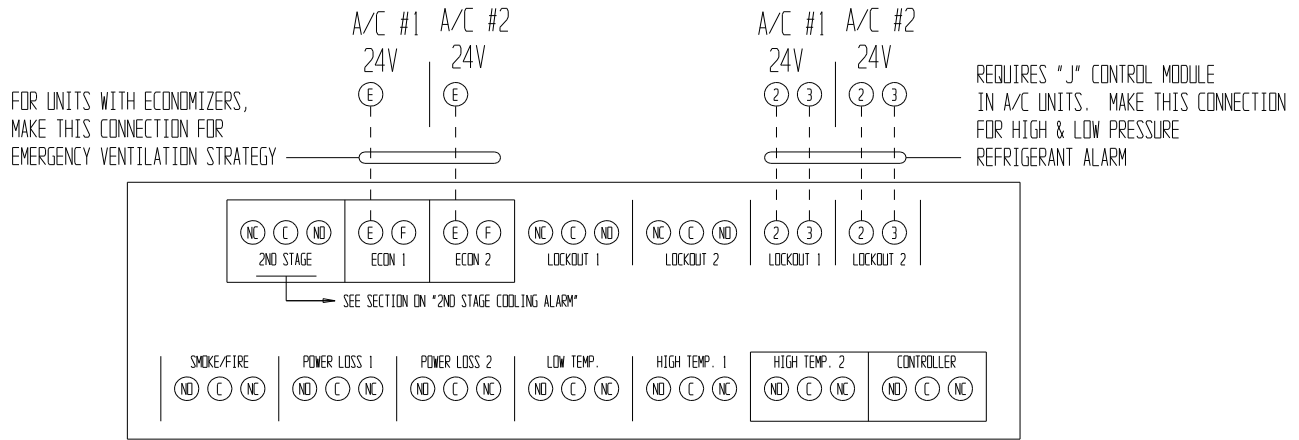 A/C #1 A/C #2
24V 24V
E E
A/C #1 A/C #2
24V 24V
2 3 2 3
FOR UNITS WITH ECONOMIZERS,
MAKE THIS CONNECTION FOR
EMERGENCY VENTILATION STRATEGY
REQUIRES "J" CONTROL MODULE
IN A/C UNITS. MAKE THIS CONNECTION
FOR HIGH & LOW PRESSURE
REFRIGERANT ALARM
NC C NO E F E F NC C NO NC C NO 2 3 2 3
2ND STAGE ECON 1 ECON 2 LOCKOUT 1 LOCKOUT 2 LOCKOUT 1 LOCKOUT 2
SEE SECTION ON "2ND STAGE COOLING ALARM"
SMOKE/FIRE POWER LOSS 1 POWER LOSS 2 LOW TEMP. HIGH TEMP. 1 HIGH TEMP. 2 CONTROLLER
NO C NC NO C NC NO C NC NO C NC NO C NC NO C NC NO C NC